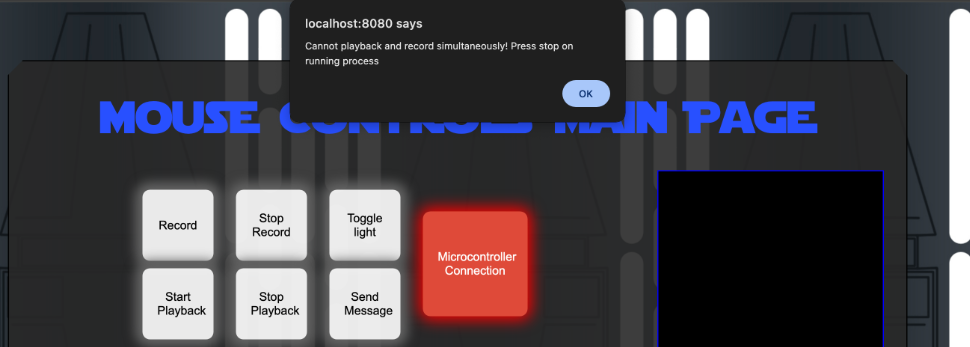 localhost:8080 says
Cannot playback and record simultaneously! Press stop on
running process
OK
MOUSE CONTROLS MAIN PAGE
Record
Stop
Record
Toggle
light
Microcontroller
Connection
Start
Playback
Stop
Playback
Send
Message